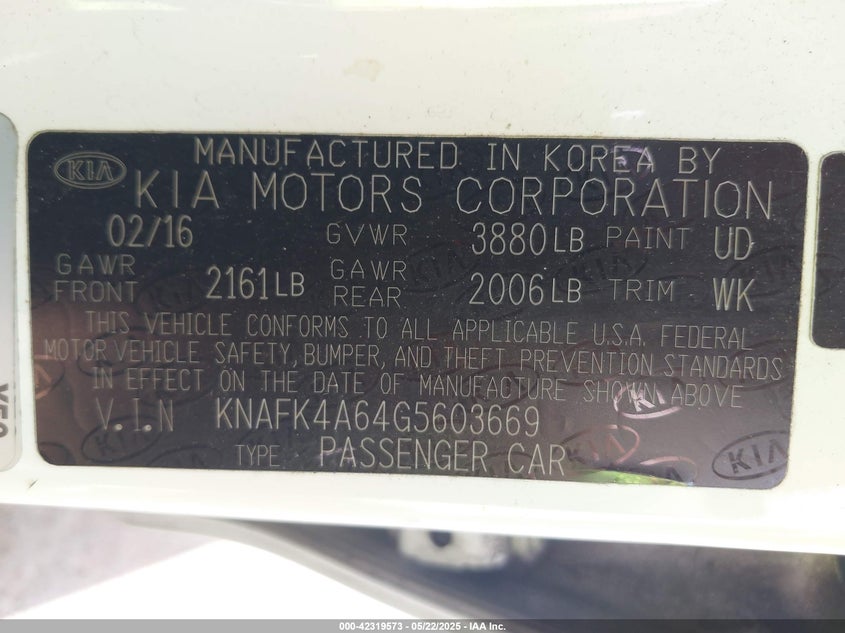 MANUFACTURED IN KOREA BY
KIA KIA MOTORS CORPORATION
02/16 GVWR 3880LB PAINT UD
GAWR FRONT 2161LB GAWR REAR 2006LB TRIM WK
THIS VEHICLE CONFORMS TO ALL APPLICABLE U.S.A. FEDERAL
MOTOR VEHICLE SAFETY, BUMPER, AND THEFT PREVENTION STANDARDS
IN EFFECT ON THE DATE OF MANUFACTURE SHOWN ABOVE
V.I.N KNAFK4A64G5603669
TYPE PASSENGER CAR
KIA
000-42319573 - 05/22/2025 - IAA Inc.